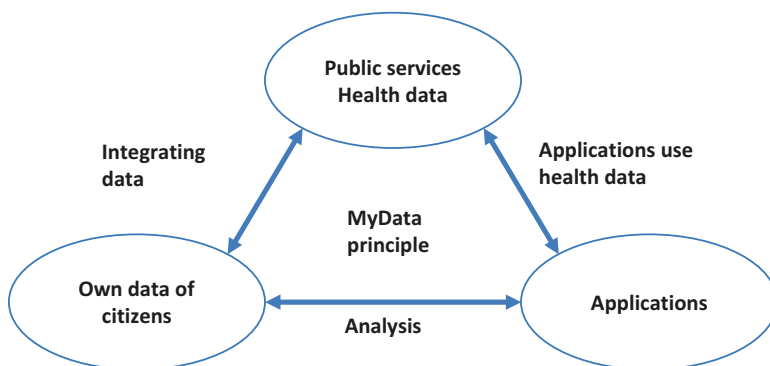 Public services
Health data
Integrating
data
Applications use
health data
MyData
principle
Own data of
citizens
Analysis
Applications